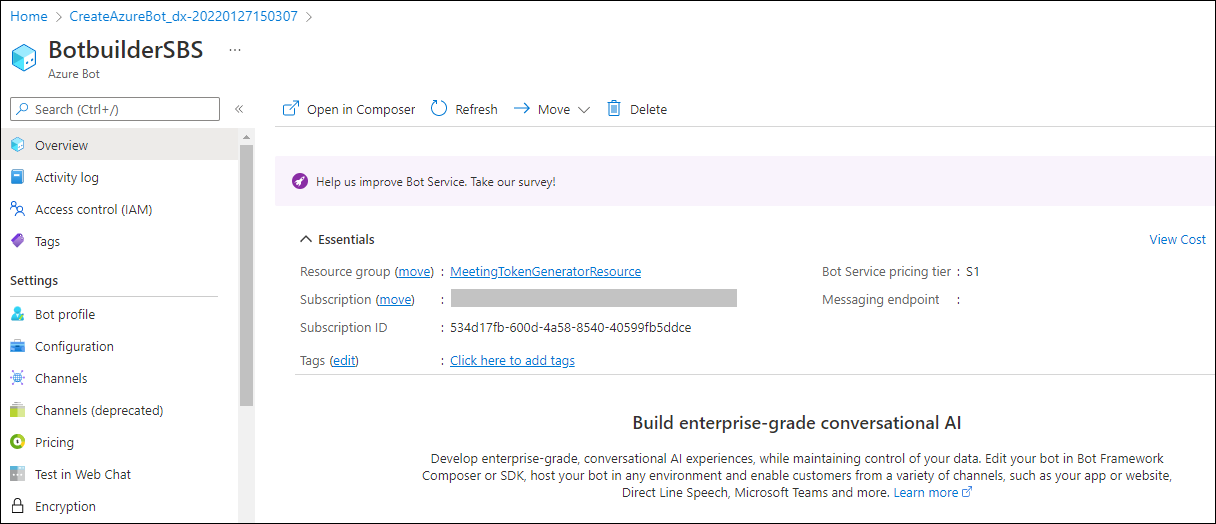 Home > CreateAzureBot_dx-20220127150307 >
BotbuilderSBS ...
Azure Bot
Search (Ctrl+/) «
Open in Composer Refresh Move Delete
Overview
Activity log
Access control (IAM)
Tags
Settings
Bot profile
Configuration
Channels
Channels (deprecated)
Pricing
Test in Web Chat
Encryption
Help us improve Bot Service. Take our survey!
Essentials View Cost
Resource group (move) : MeetingTokenGeneratorResource
Subscription (move) :
Subscription ID : 534d17fb-600d-4a58-8540-40599fb5ddce
Tags (edit) : Click here to add tags
Bot Service pricing tier : S1
Messaging endpoint :
Build enterprise-grade conversational AI
Develop enterprise-grade, conversational AI experiences, while maintaining control of your data. Edit your bot in Bot Framework
Composer or SDK, host your bot in any environment and enable customers from a variety of channels, such as your app or website,
Direct Line Speech, Microsoft Teams and more. Learn more